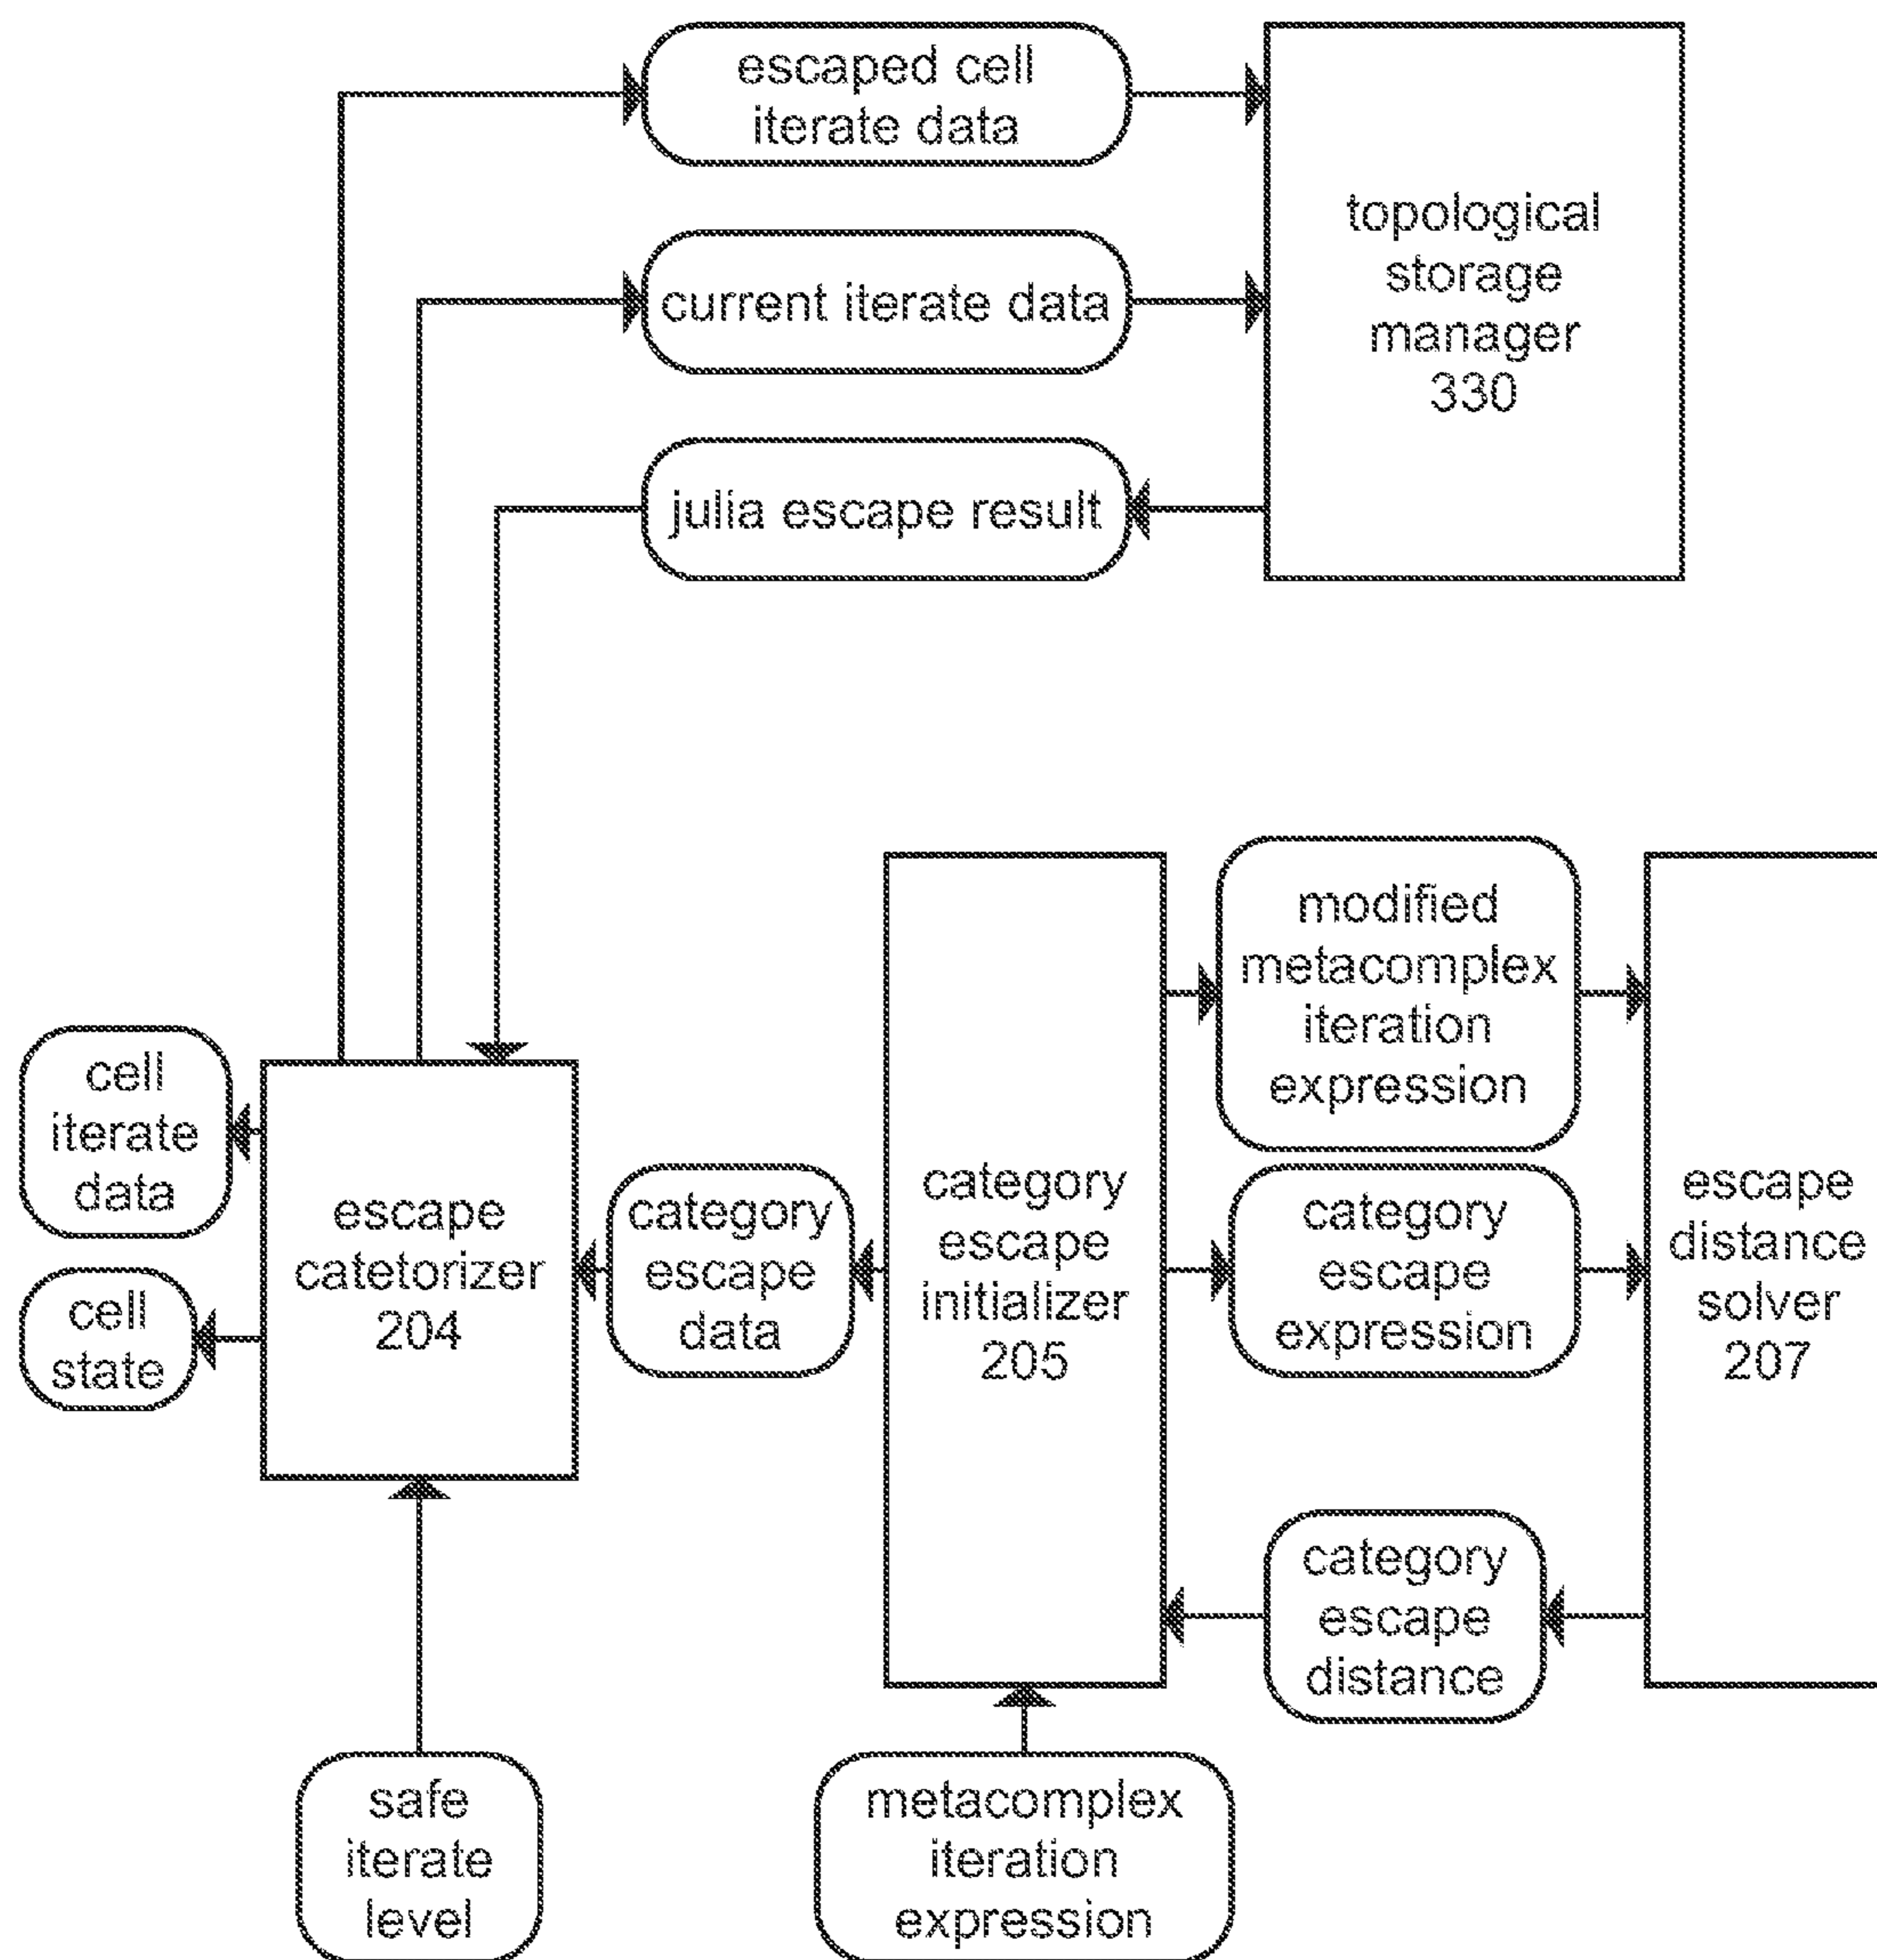 escaped cell
iterate data
topological
storage
manager
330
current iterate data
julia escape result
modified
metacomplex
iteration
expression
cell
iterate
data
escape
catetorizer
204
category
escape
data
category
escape
initializer
205
category
escape
expression
escape
distance
solver
207
cell
state
category
escape
distance
safe
iterate
level
metacomplex
iteration
expression